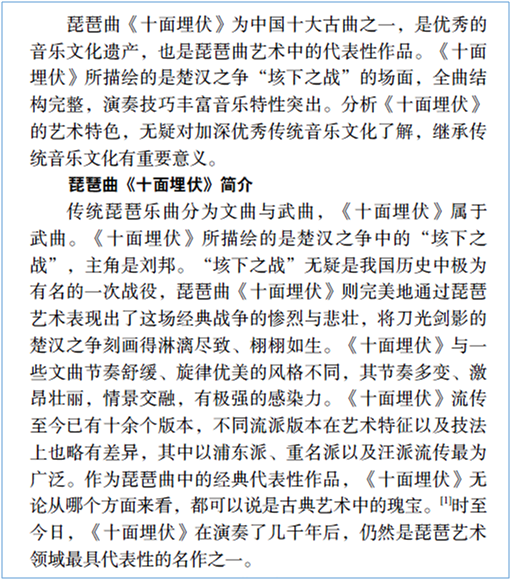 琵琶曲《十面埋伏》为中国十大古曲之一，是优秀的
音乐文化遗产，也是琵琶曲艺术中的代表性作品。《十面
埋伏》所描绘的是楚汉之争“垓下之战”的场面，全曲结
构完整，演奏技巧丰富音乐特性突出。分析《十面埋伏》
的艺术特色，无疑对加深优秀传统音乐文化了解，继承传
统音乐文化有重要意义。
琵琶曲《十面埋伏》简介
传统琵琶乐曲分为文曲与武曲，《十面埋伏》属于
武曲。《十面埋伏》所描绘的是楚汉之争中的“垓下之
战”，主角是刘邦。“垓下之战”无疑是我国历史中极为
有名的一次战役，琵琶曲《十面埋伏》则完美地通过琵琶
艺术表现出了这场经典战争的惨烈与悲壮，将刀光剑影的
楚汉之争刻画得淋漓尽致、栩栩如生。《十面埋伏》与一
些文曲节奏舒缓、旋律优美的风格不同，其节奏多变、激
昂壮丽，情景交融，有极强的感染力。《十面埋伏》流传
至今已有十余个版本，不同流派版本在艺术特征以及技法
上也略有差异，其中以浦东派、重名派以及汪派流传最为
广泛。作为琵琶曲中的经典代表性作品，《十面埋伏》无
论从哪个方面来看，都可以说是古典艺术中的瑰宝。[1]时至
今日，《十面埋伏》在演奏了几千年后，仍然是琵琶艺术
领域最具代表性的名作之一。